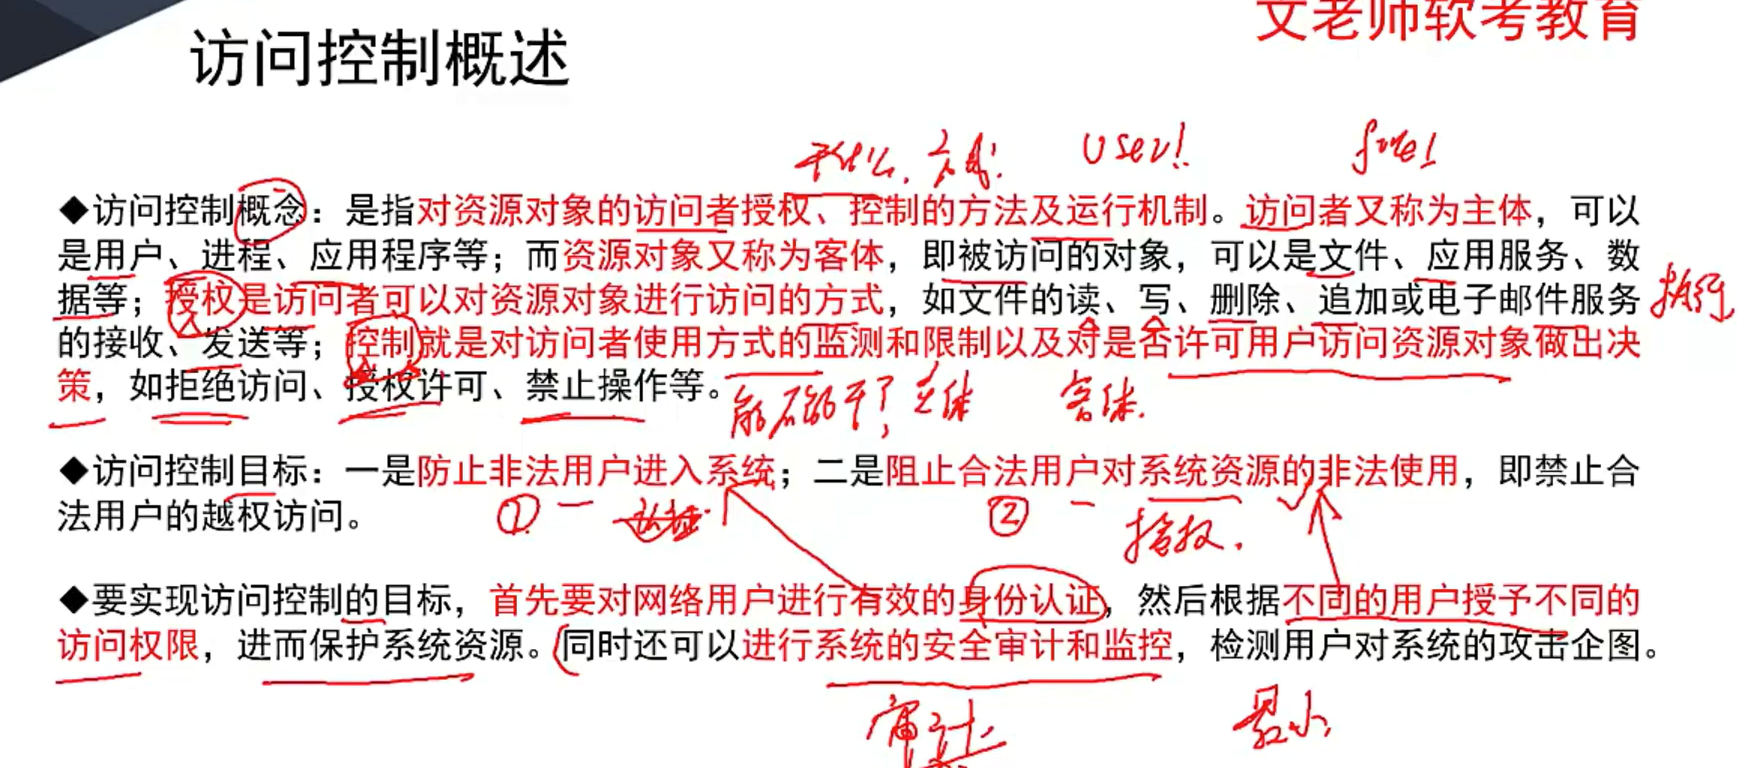 文老师软考教育
访问控制概述
干什么、 user!
◆访问控制概念：是指对资源对象的访问者授权、控制的方法及运行机制。访问者又称为主体，可以
是用户、进程、应用程序等；而资源对象又称为客体，即被访问的对象，可以是文件、应用服务、数
据等；授权是访问者可以对资源对象进行访问的方式，如文件的读、写、删除、追加或电子邮件服务 执行
的接收、发送等；控制就是对访问者使用方式的监测和限制以及对是否许可用户访问资源对象做出决
策，如拒绝访问、授权许可、禁止操作等。
能不能干了，主体 客体.
◆访问控制目标：一是防止非法用户进入系统；二是阻止合法用户对系统资源的非法使用，即禁止合
法用户的越权访问。
① 一 认证. ② 一 授权.
◆要实现访问控制的目标，首先要对网络用户进行有效的身份认证，然后根据不同的用户授予不同的
访问权限，进而保护系统资源。同时还可以进行系统的安全审计和监控，检测用户对系统的攻击企图。
审计 最小